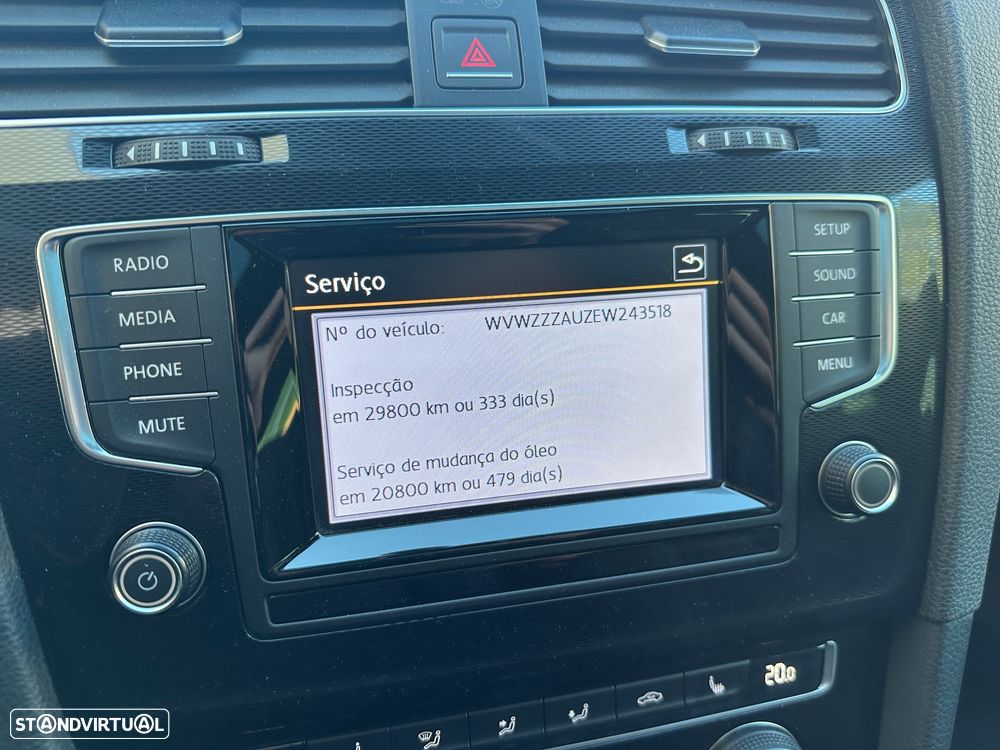 RADIO
MEDIA
PHONE
MUTE
Serviço
Nº do veículo: WVWZZZAUZEW243518
Inspecção
em 29800 km ou 333 dia(s)
Serviço de mudança do óleo
em 20800 km ou 479 dia(s)
SETUP
SOUND
CAR
MENU
20.0
STANDVIRTUAL